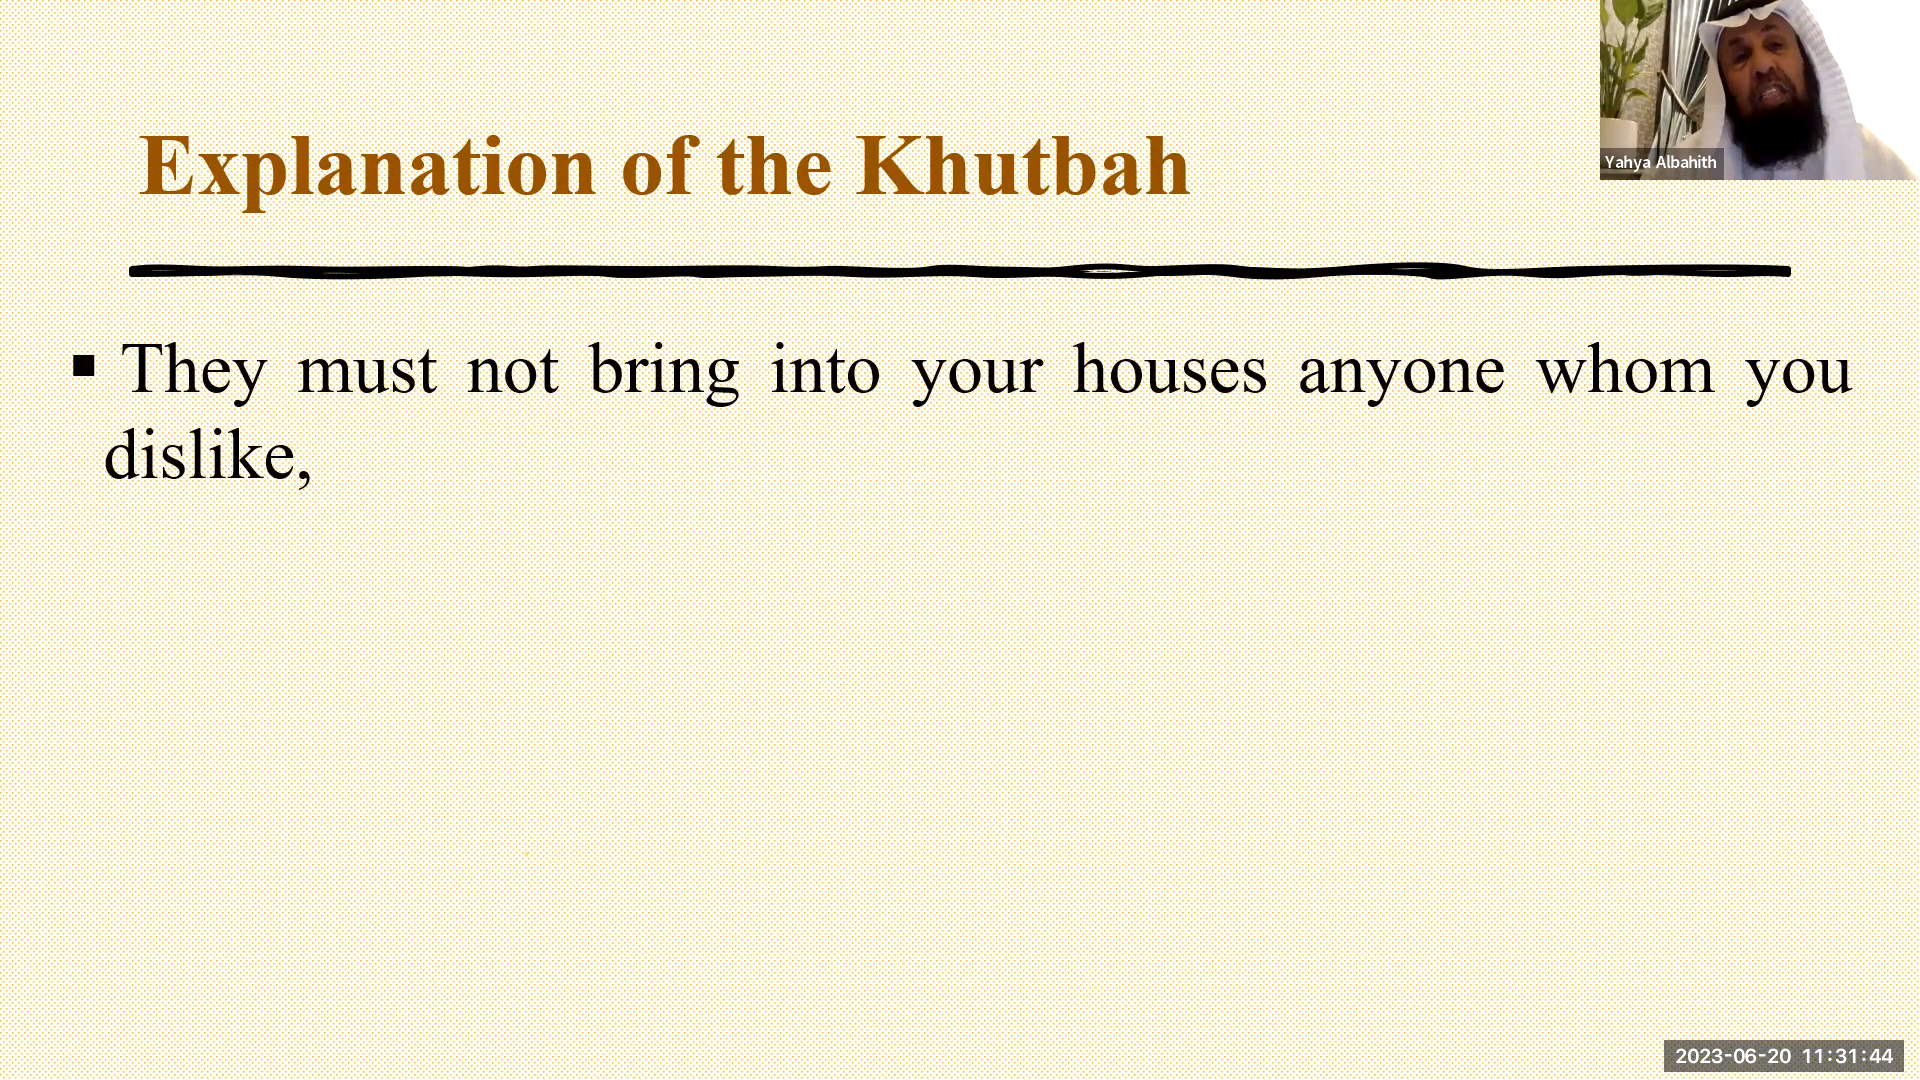 Yahya Albahith
Explanation of the Khutbah
▪ They must not bring into your houses anyone whom you
dislike,
2023-06-20 11:31:44